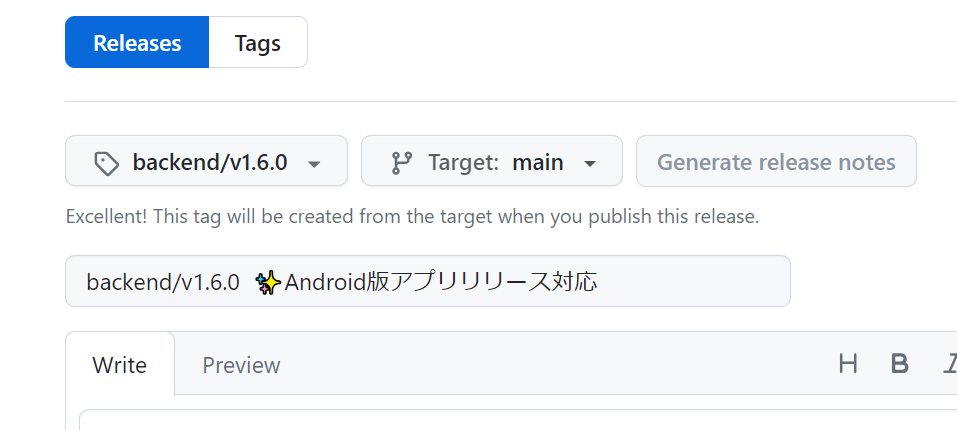 Releases Tags
backend/v1.6.0 Target: main Generate release notes
Excellent! This tag will be created from the target when you publish this release.
backend/v1.6.0 ✨Android版アプリリリース対応
Write Preview H B I